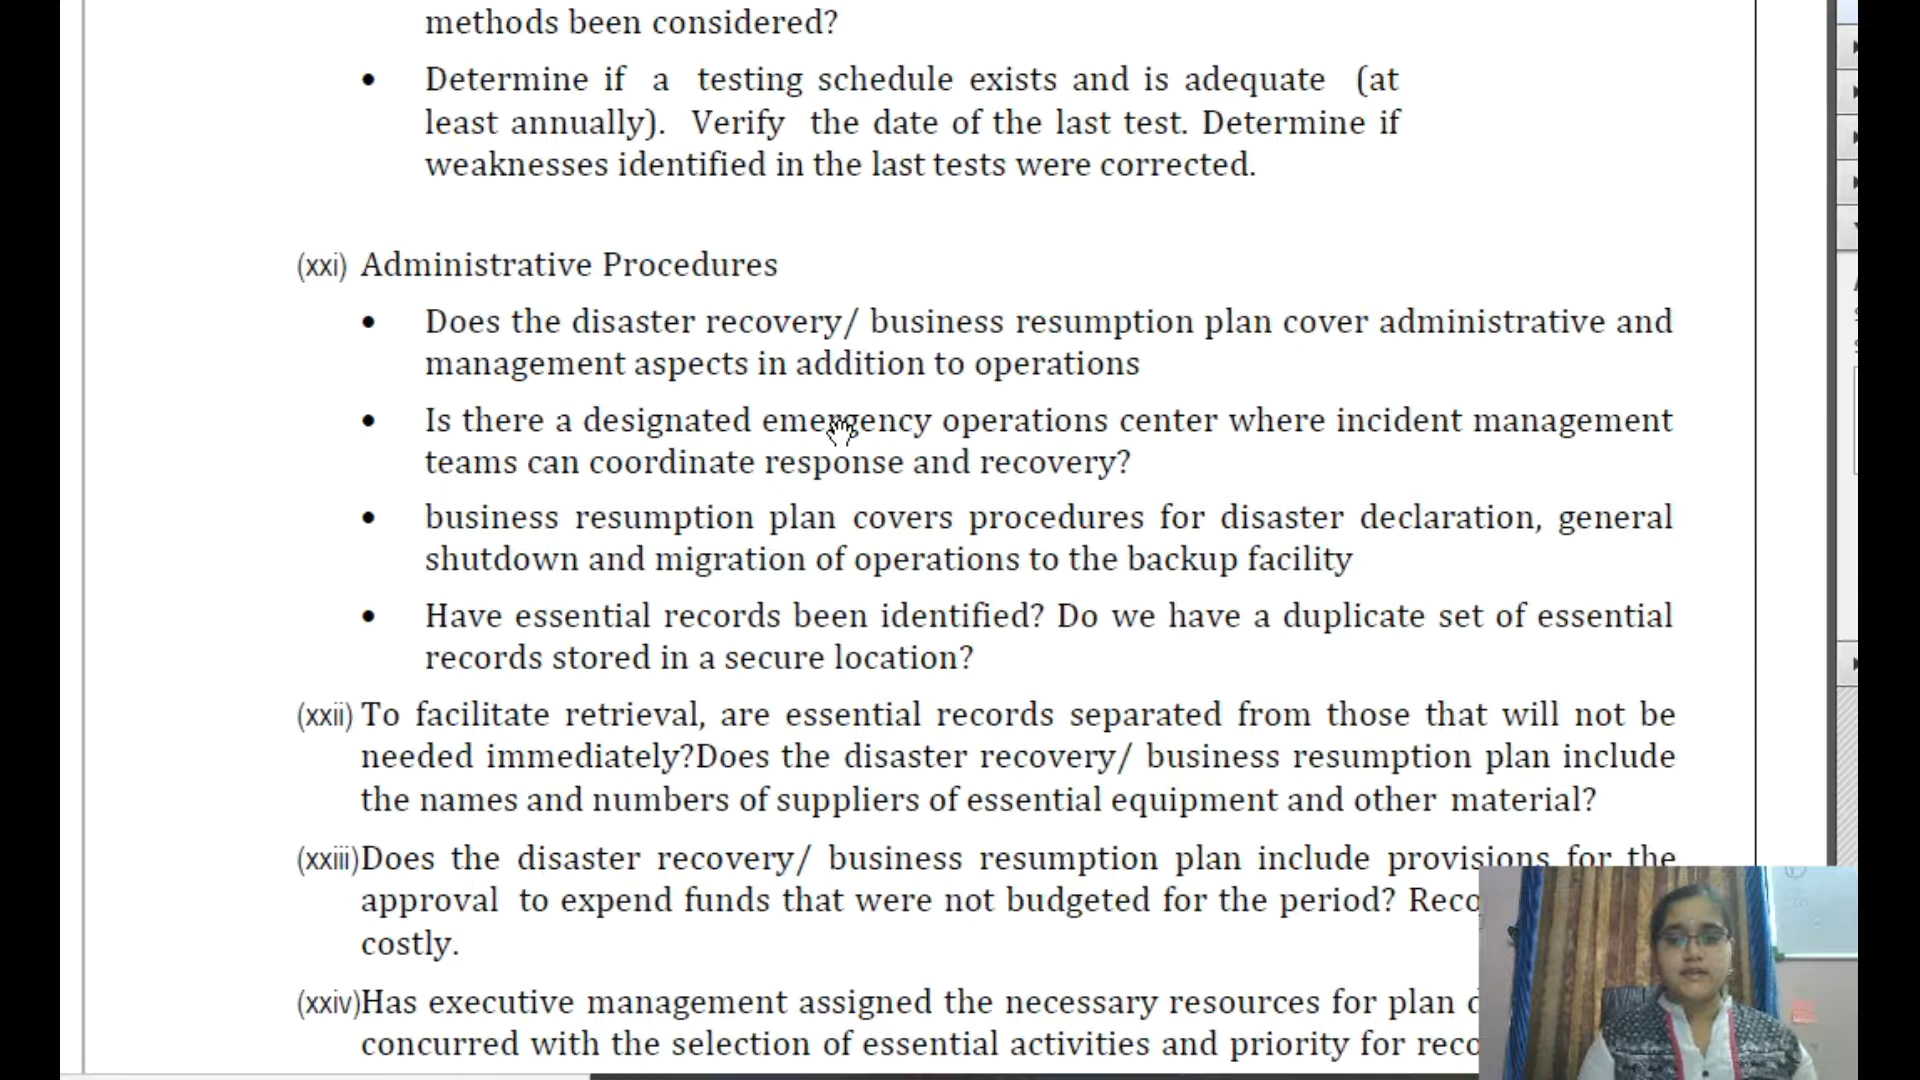 methods been considered?
• Determine if a testing schedule exists and is adequate (at
least annually). Verify the date of the last test. Determine if
weaknesses identified in the last tests were corrected.
(xxi) Administrative Procedures
• Does the disaster recovery/ business resumption plan cover administrative and
management aspects in addition to operations
• Is there a designated emergency operations center where incident management
teams can coordinate response and recovery?
• business resumption plan covers procedures for disaster declaration, general
shutdown and migration of operations to the backup facility
• Have essential records been identified? Do we have a duplicate set of essential
records stored in a secure location?
(xxii) To facilitate retrieval, are essential records separated from those that will not be
needed immediately?Does the disaster recovery/ business resumption plan include
the names and numbers of suppliers of essential equipment and other material?
(xxiii)Does the disaster recovery/ business resumption plan include provisions for the
approval to expend funds that were not budgeted for the period?
costly.
(xxiv)Has executive management assigned the necessary resources for plan
concurred with the selection of essential activities and priority for